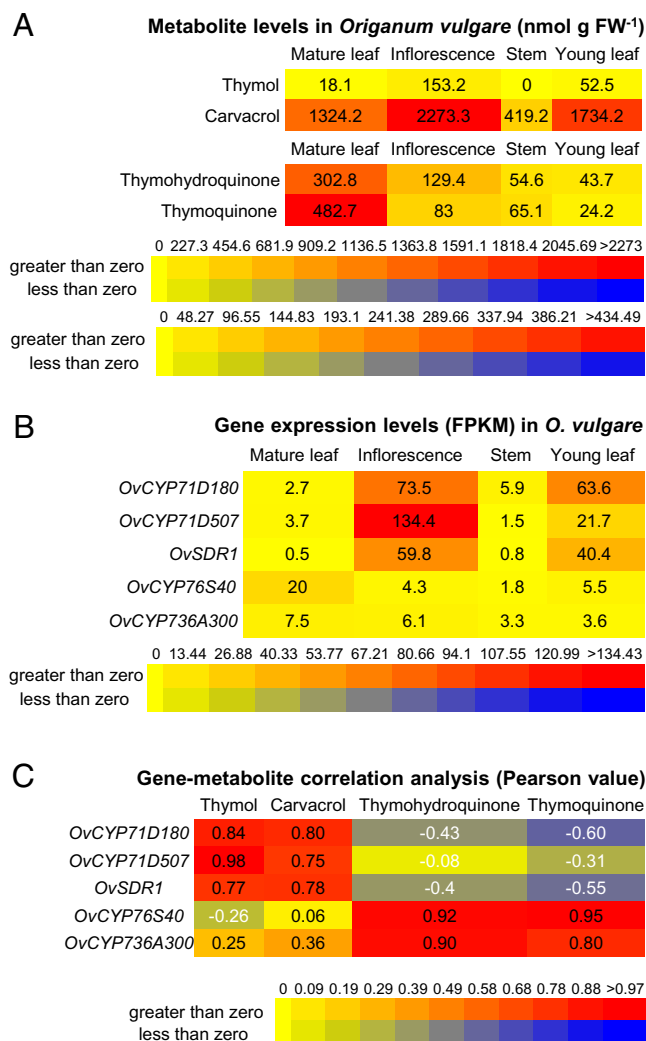 A
Metabolite levels in Origanum vulgare (nmol g FW⁻¹)
Mature leaf Inflorescence Stem Young leaf
Thymol 18.1 153.2 0 52.5
Carvacrol 1324.2 2273.3 419.2 1734.2
Mature leaf Inflorescence Stem Young leaf
Thymohydroquinone 302.8 129.4 54.6 43.7
Thymoquinone 482.7 83 65.1 24.2
0 227.3 454.6 681.9 909.2 1136.5 1363.8 1591.1 1818.4 2045.69 >2273
greater than zero
less than zero
0 48.27 96.55 144.83 193.1 241.38 289.66 337.94 386.21 >434.49
greater than zero
less than zero
B
Gene expression levels (FPKM) in O. vulgare
Mature leaf Inflorescence Stem Young leaf
OvCYP71D180 2.7 73.5 5.9 63.6
OvCYP71D507 3.7 134.4 1.5 21.7
OvSDR1 0.5 59.8 0.8 40.4
OvCYP76S40 20 4.3 1.8 5.5
OvCYP736A300 7.5 6.1 3.3 3.6
0 13.44 26.88 40.33 53.77 67.21 80.66 94.1 107.55 120.99 >134.43
greater than zero
less than zero
C
Gene-metabolite correlation analysis (Pearson value)
Thymol Carvacrol Thymohydroquinone Thymoquinone
OvCYP71D180 0.84 0.80 -0.43 -0.60
OvCYP71D507 0.98 0.75 -0.08 -0.31
OvSDR1 0.77 0.78 -0.4 -0.55
OvCYP76S40 -0.26 0.06 0.92 0.95
OvCYP736A300 0.25 0.36 0.90 0.80
0 0.09 0.19 0.29 0.39 0.49 0.58 0.68 0.78 0.88 >0.97
greater than zero
less than zero